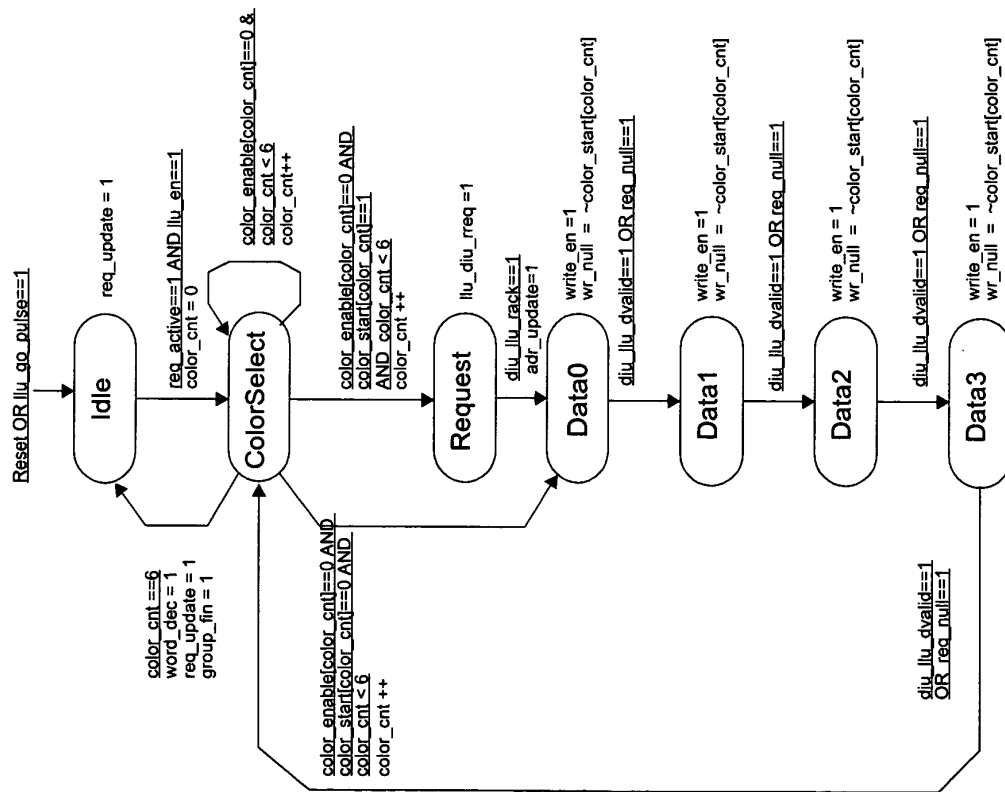 Reset OR llu_go_pulse==1
Idle
req_update = 1
req_active==1 AND llu_en==1
color_cnt = 0
color_cnt ==6
word_dec = 1
req_update = 1
group_fin = 1
ColorSelect
color_enable[color_cnt]==0 &
color_cnt < 6
color_cnt++
color_enable[color_cnt]==0 AND
color_start[color_cnt]==1
AND color_cnt < 6
color_cnt ++
color_enable[color_cnt]==0 AND
color_start[color_cnt]==0 AND
color_cnt < 6
color_cnt ++
Request
llu_diu_rreq =1
diu_llu_rack==1
adr_update=1
Data0
write_en =1
wr_null = ~color_start[color_cnt]
diu_llu_dvalid==1 OR req_null==1
Data1
write_en =1
wr_null = ~color_start[color_cnt]
diu_llu_dvalid==1 OR req_null==1
Data2
write_en =1
wr_null = ~color_start[color_cnt]
diu_llu_dvalid==1 OR req_null==1
Data3
write_en =1
wr_null = ~color_start[color_cnt]
diu_llu_dvalid==1
OR req_null==1